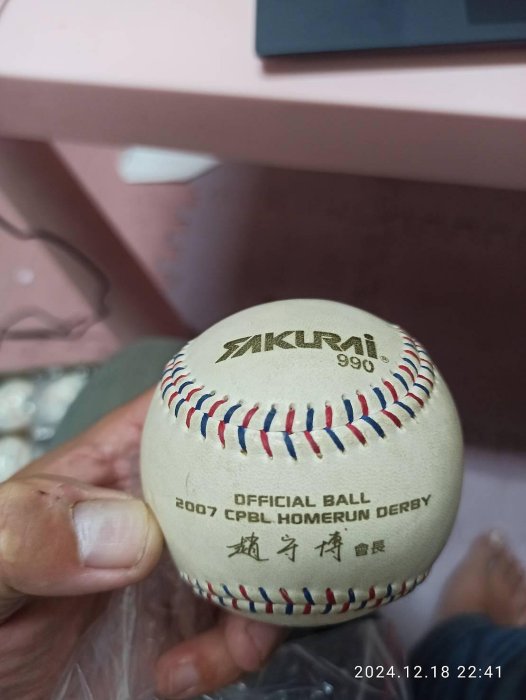 SAKURAI®
990
OFFICIAL BALL
2007 CPBL HOMERUN DERBY
趙守博 會長
2024.12.18 22:41